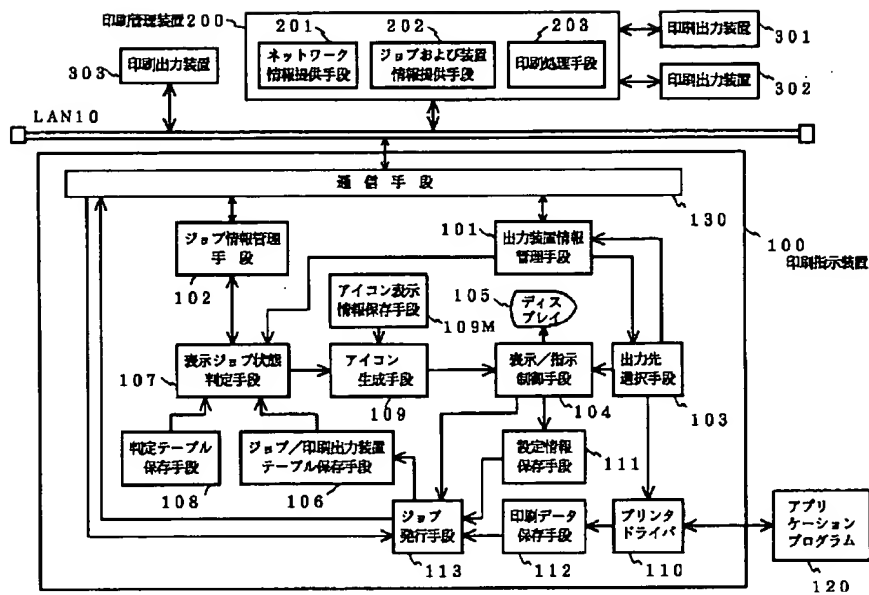 印刷管理装置200
201
202
203
ネットワーク
情報提供手段
ジョブおよび装置
情報提供手段
印刷処理手段
印刷出力装置
301
印刷出力装置
302
303
印刷出力装置
LAN10
通信手段
130
100
印刷指示装置
ジョブ情報管理
手段
102
101
出力装置情報
管理手段
アイコン表示
情報保存手段
109M
105
ディス
プレイ
107
表示ジョブ状態
判定手段
アイコン
生成手段
109
表示/指示
制御手段
104
出力先
選択手段
103
判定テーブル
保存手段
108
ジョブ/印刷出力装置
テーブル保存手段
106
設定情報
保存手段
111
ジョブ
発行手段
113
印刷データ
保存手段
112
プリンタ
ドライバ
110
アプリ
ケーション
プログラム
120